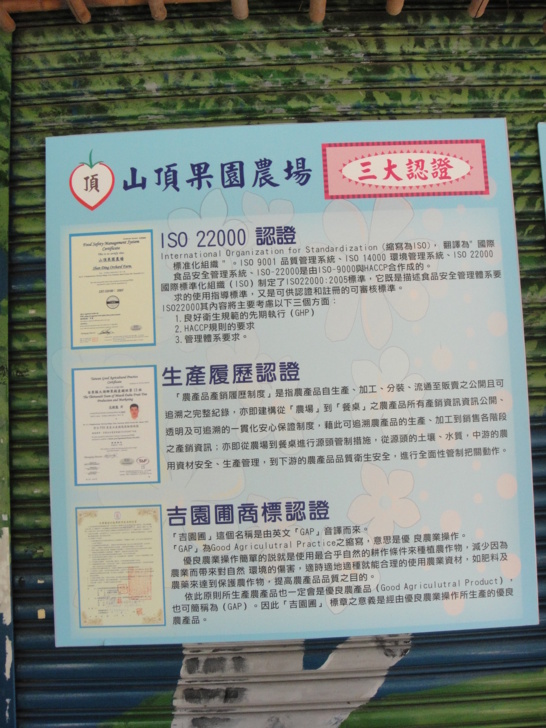 頂
山頂果園農場
三大認證
ISO 22000 認證
International Organization for Standardization (縮寫為ISO), 翻譯為"國際
標准化組織"。ISO 9001 品質管理系統、ISO 14000 環境管理系統、ISO 22000
食品安全管理系統。ISO-22000是由ISO-9000與HACCP合作成的。
國際標準化組織 (ISO) 制定了ISO22000:2005標準,它既是描述食品安全管理體系要
求的使用指導標準,又是可供認證和註冊的可審核標準。
ISO22000其內容將主要考慮以下三個方面:
1.良好衛生規範的先期執行 (GHP)
2.HACCP規則的要求
3.管理體系要求。
生產履歷認證
「農產品產銷履歷制度」是指農產品自生產、加工、分裝、流通至販賣之公開且可
追溯之完整紀錄,亦即建構從「農場」到「餐桌」之農產品所有產銷資訊資訊公開、
透明及可追溯的一貫化安心保證制度,藉此可追溯農產品的生產、加工到銷售各階段
之產銷資訊;亦即從農場到餐桌進行源頭管制措施,從源頭的土壤、水質,中游的農
用資材安全、生產管理,到下游的農產品品質衛生安全,進行全面性管制把關動作。
吉園圃商標認證
「吉園圃」這個名稱是由英文「GAP」音譯而來。
「GAP」為Good Agriculutral Practice之縮寫,意思是優 良農業操作。
優良農業操作簡單的說就是使用最合乎自然的耕作條件來種植農作物,減少因為
農業而帶來對自然 環境的傷害,適時適地適種就能合理的使用農業資材,如肥料及
農藥來達到保護農作物,提高農產品品質之目的。
依此原則所生產農產品也一定會是優良農產品 (Good Agriculutral Product),
也可簡稱為 (GAP)。因此「吉園圃」標章之意義是經由優良農業操作所生產的優良
農產品。